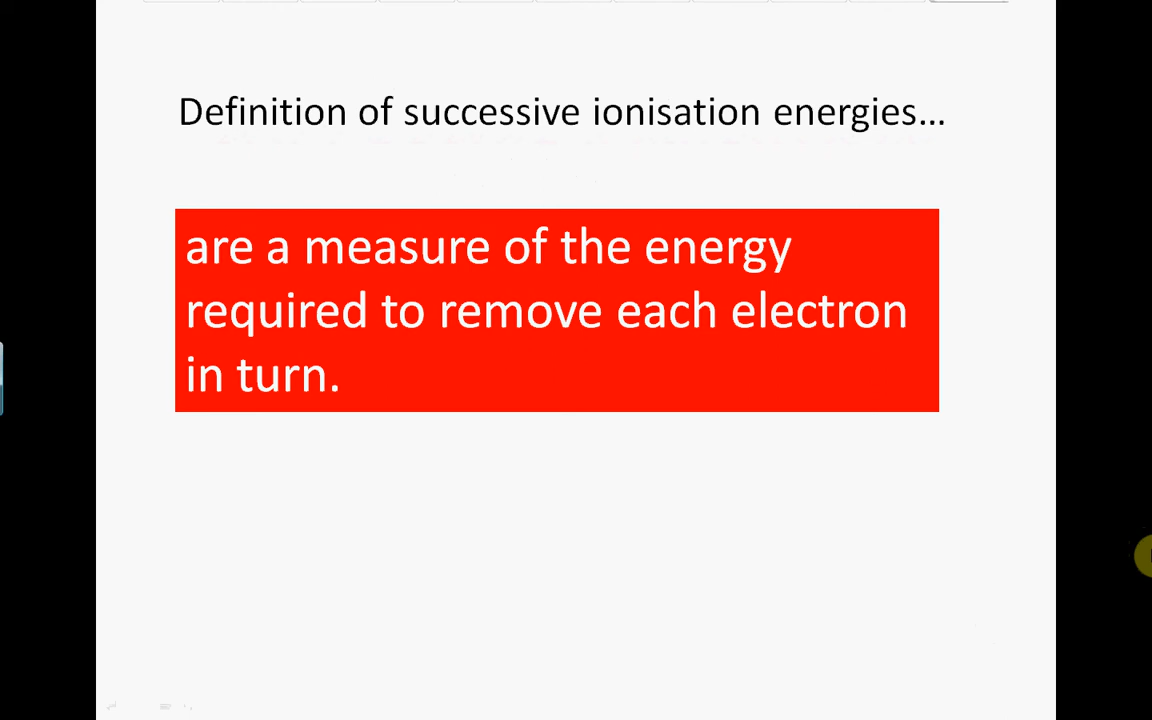 Definition of successive ionisation energies…
are a measure of the energy
required to remove each electron
in turn.